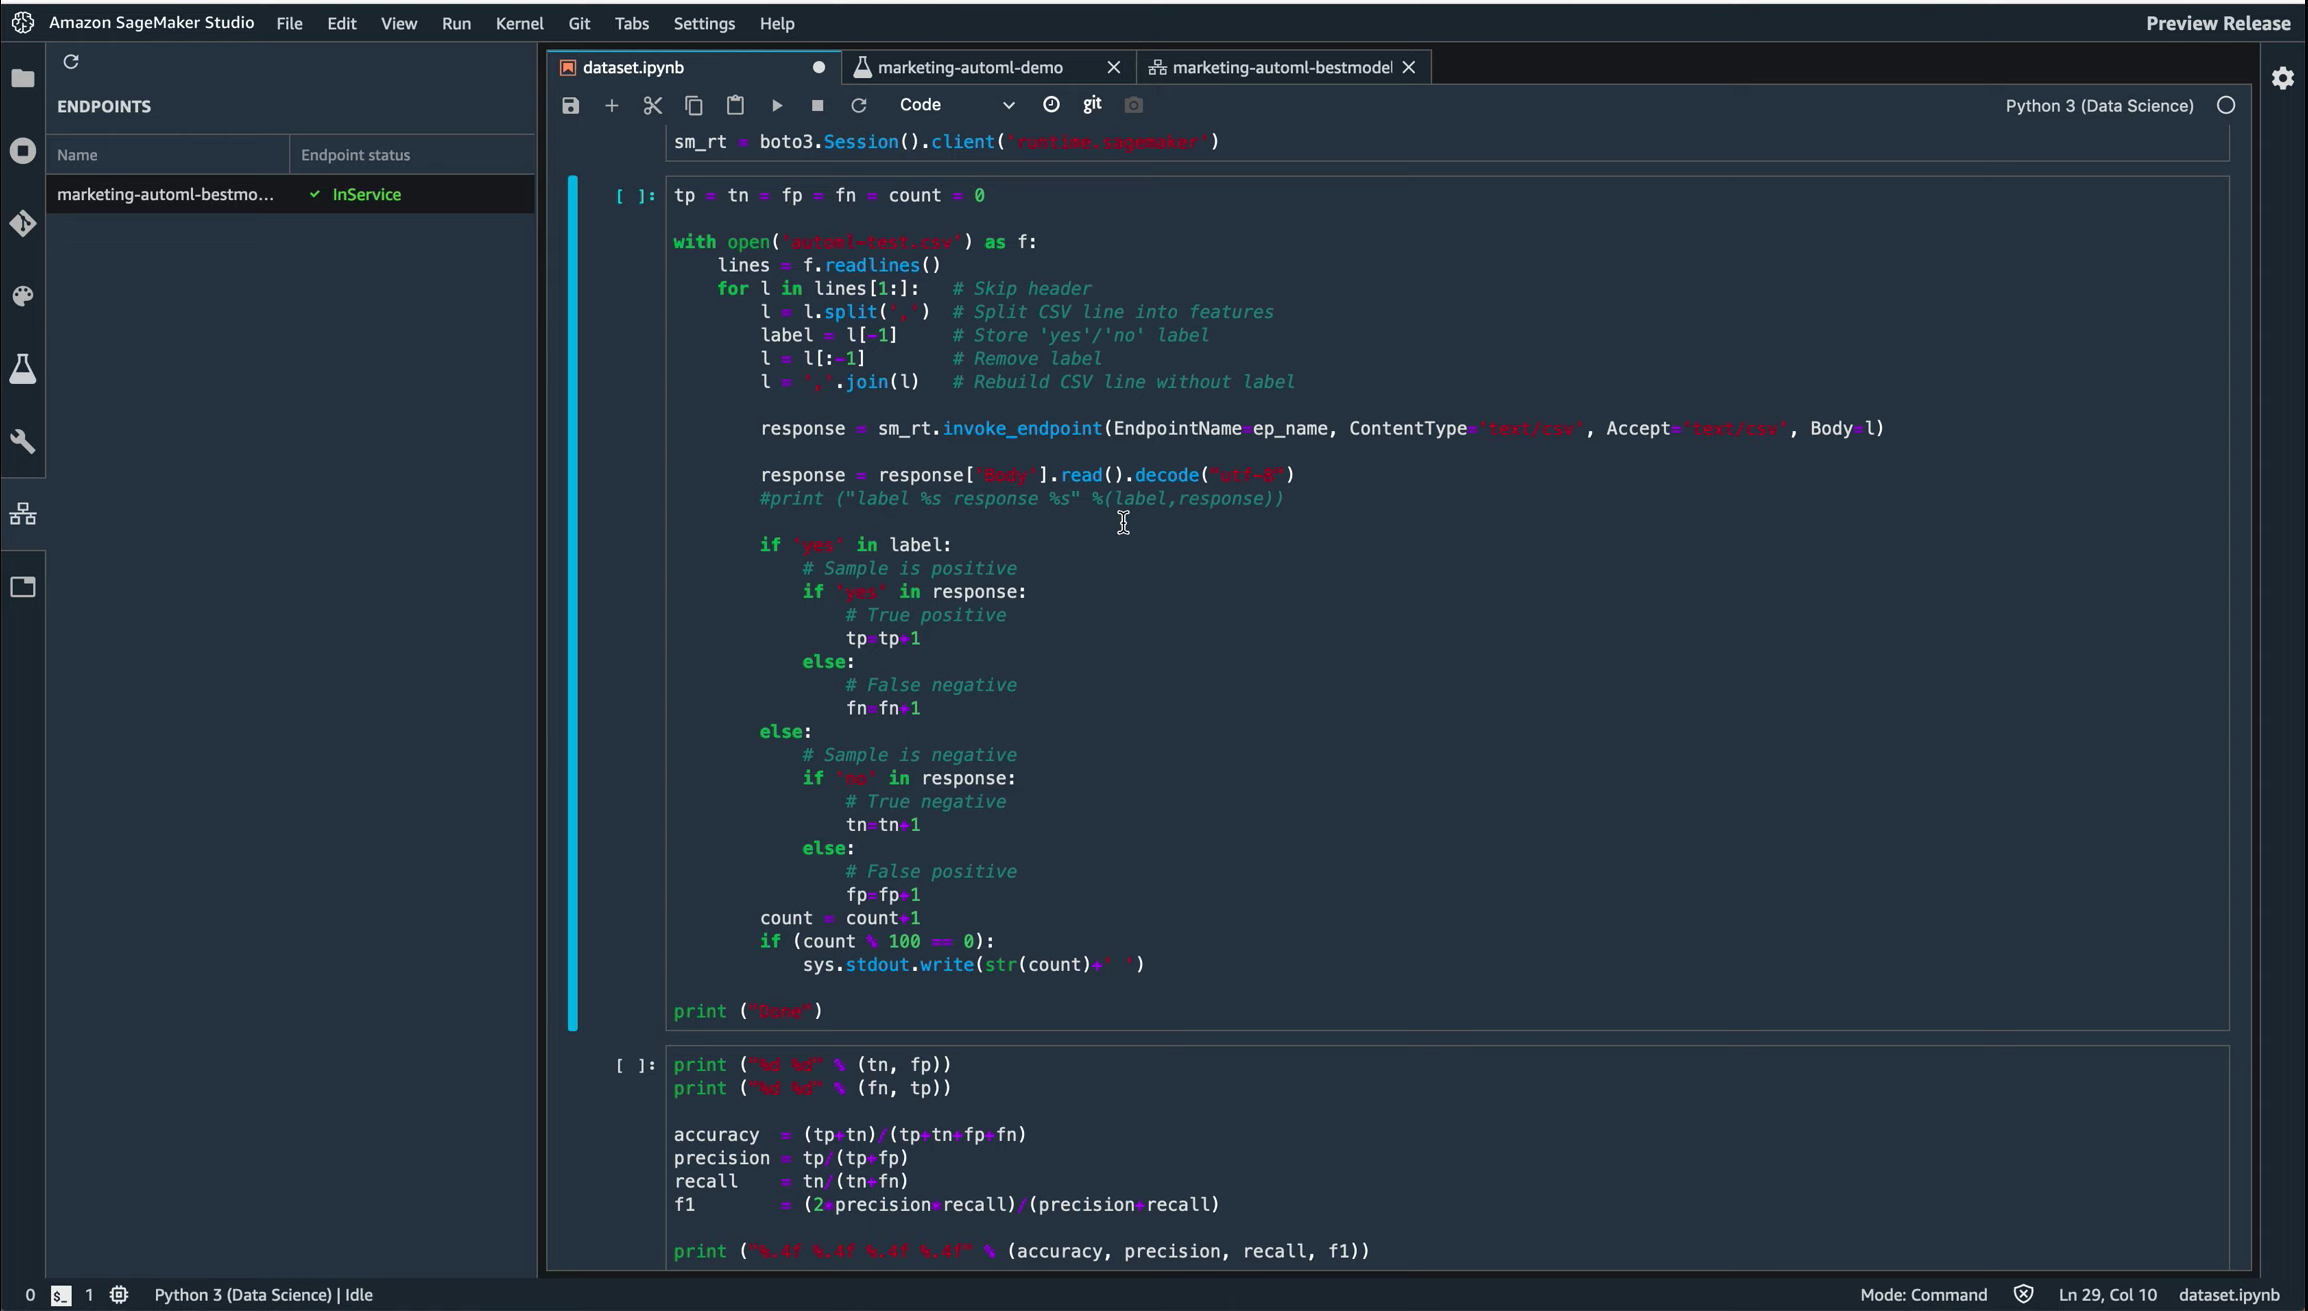 Amazon SageMaker Studio File Edit View Run Kernel Git Tabs Settings Help Preview Release
ENDPOINTS
Name Endpoint status
marketing-automl-bestmo... InService
dataset.ipynb marketing-automl-demo marketing-automl-bestmodel
Code git Python 3 (Data Science)
sm_rt = boto3.Session().client('runtime.sagemaker')
[ ]: tp = tn = fp = fn = count = 0
with open('automl-test.csv') as f:
lines = f.readlines()
for l in lines[1:]: # Skip header
l = l.split(',') # Split CSV line into features
label = l[-1] # Store 'yes'/'no' label
l = l[:-1] # Remove label
l = ','.join(l) # Rebuild CSV line without label
response = sm_rt.invoke_endpoint(EndpointName=ep_name, ContentType='text/csv', Accept='text/csv', Body=l)
response = response['Body'].read().decode("utf-8")
#print ("label %s response %s" %(label,response))
if 'yes' in label:
# Sample is positive
if 'yes' in response:
# True positive
tp=tp+1
else:
# False negative
fn=fn+1
else:
# Sample is negative
if 'no' in response:
# True negative
tn=tn+1
else:
# False positive
fp=fp+1
count = count+1
if (count % 100 == 0):
sys.stdout.write(str(count)+' ')
print ("Done")
[ ]: print ("%d %d" % (tn, fp))
print ("%d %d" % (fn, tp))
accuracy = (tp+tn)/(tp+tn+fp+fn)
precision = tp/(tp+fp)
recall = tn/(tn+fn)
f1 = (2*precision*recall)/(precision+recall)
print ("%.4f %.4f %.4f %.4f" % (accuracy, precision, recall, f1))
0 $_ 1 Python 3 (Data Science) | Idle Mode: Command Ln 29, Col 10 dataset.ipynb